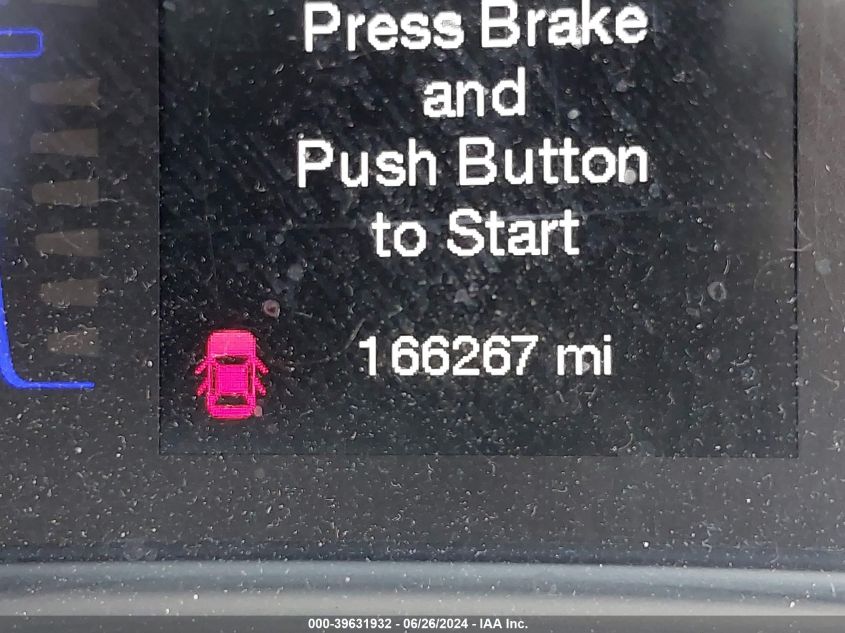 Press Brake
and
Push Button
to Start
166267 mi
000-39631932 - 06/26/2024 - IAA Inc.